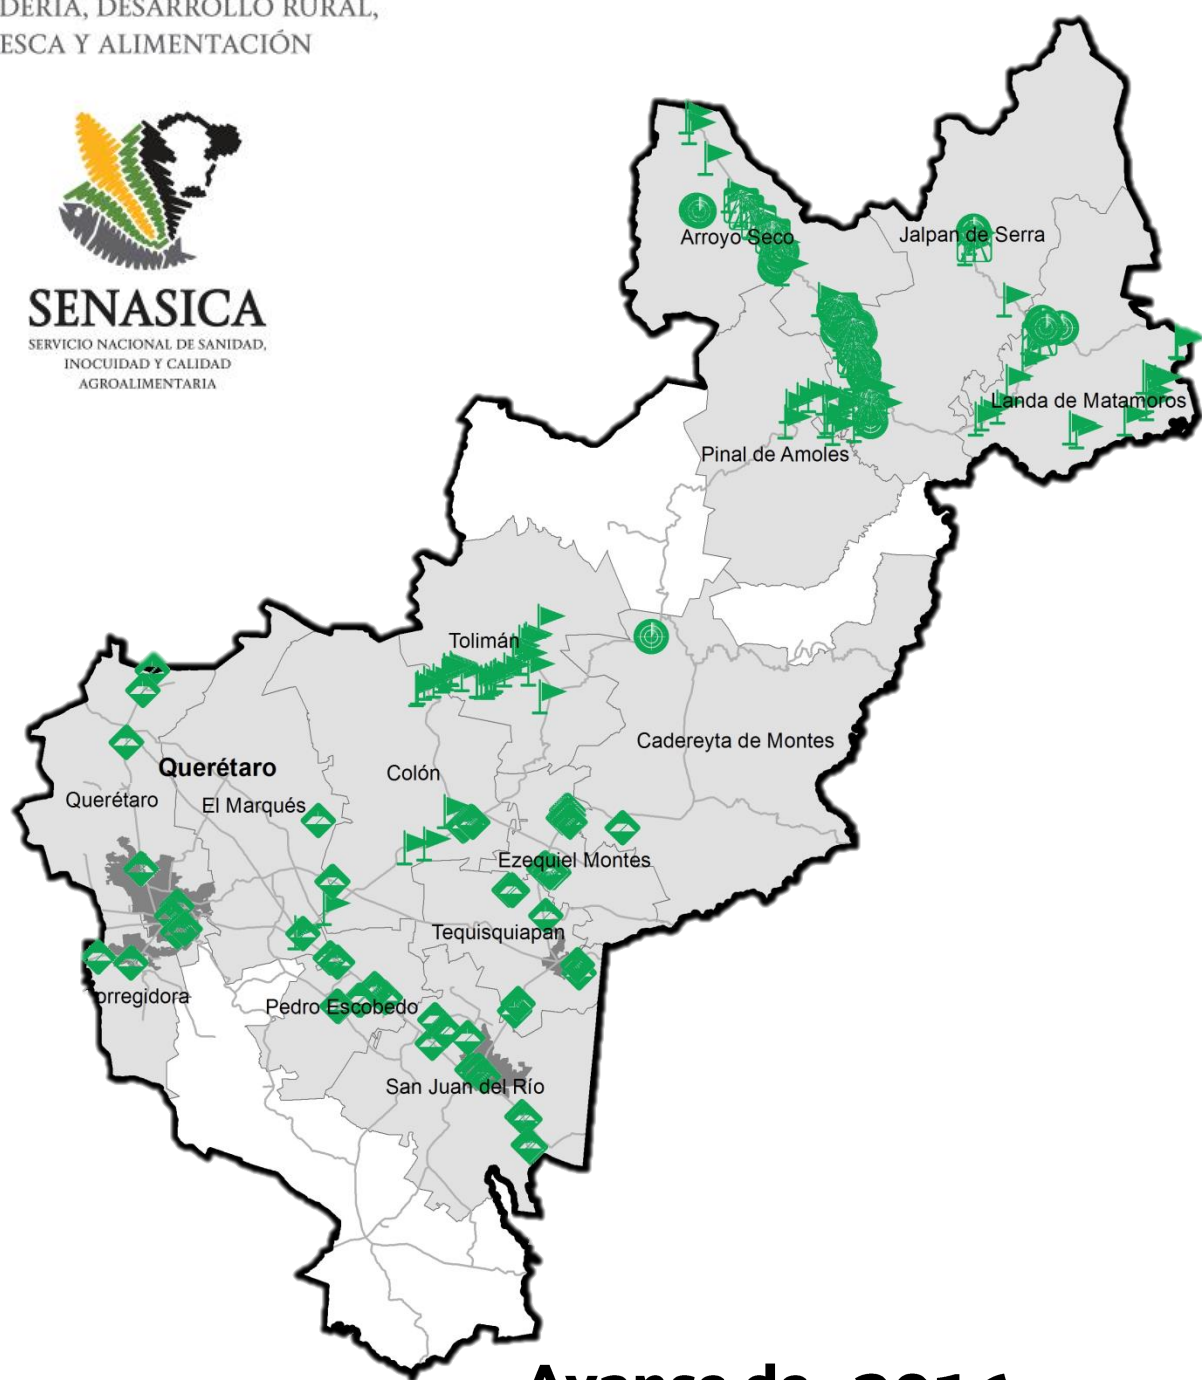 DERÍA, DESARROLLO RURAL,
ESCA Y ALIMENTACIÓN
SENASICA
SERVICIO NACIONAL DE SANIDAD,
INOCUIDAD Y CALIDAD
AGROALIMENTARIA
Arroyo Seco
Jalpan de Serra
Landa de Matamoros
Pinal de Amoles
Tolimán
Cadereyta de Montes
Querétaro
Colón
Querétaro
El Marqués
Ezequiel Montes
Tequisquiapan
orregidora
Pedro Escobedo
San Juan del Río